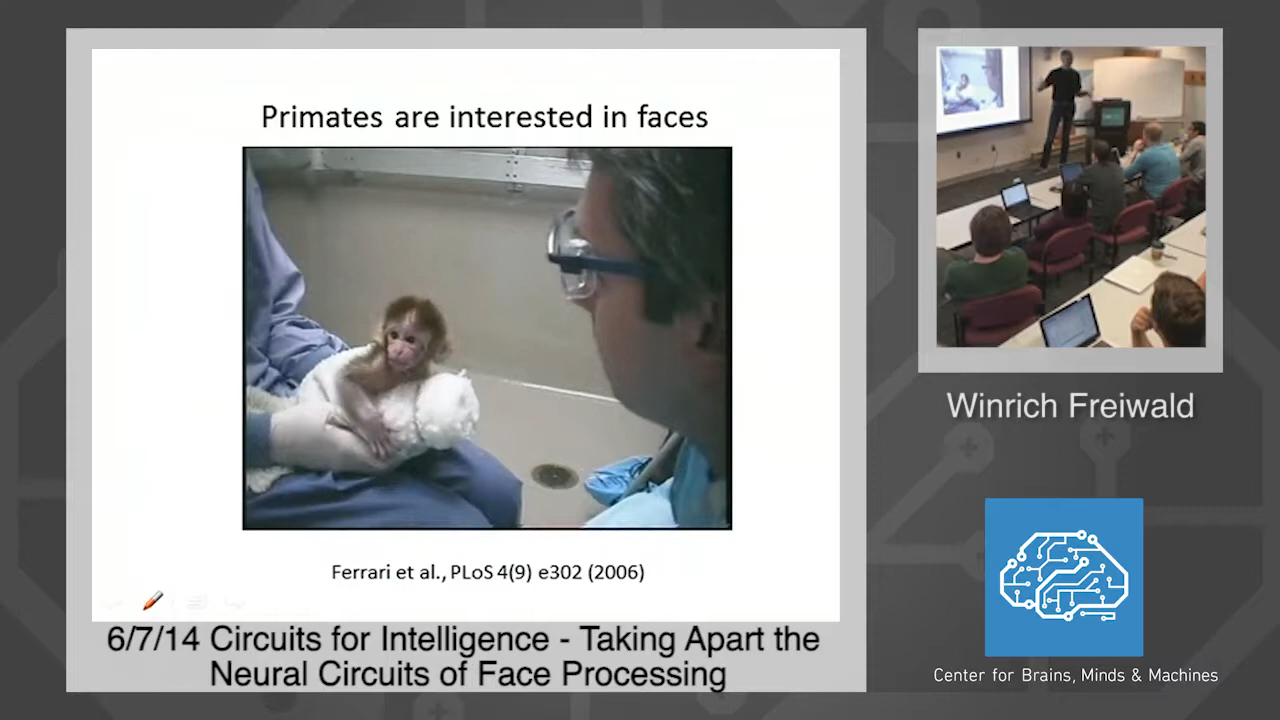 Primates are interested in faces
Ferrari et al., PLoS 4(9) e302 (2006)
6/7/14 Circuits for Intelligence - Taking Apart the
Neural Circuits of Face Processing
Winrich Freiwald
Center for Brains, Minds & Machines